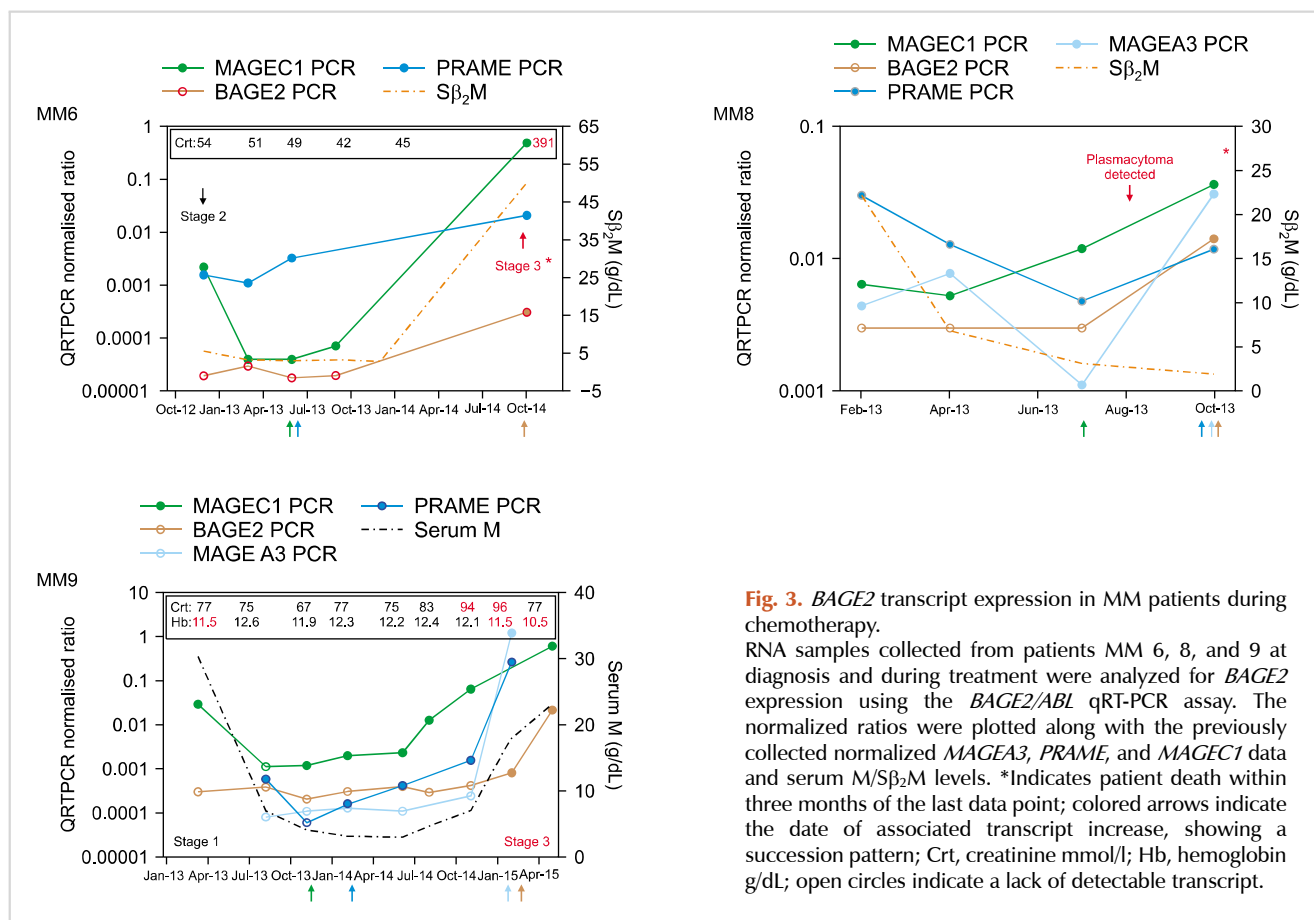 MAGEC1 PCR PRAME PCR
BAGE2 PCR Sβ₂M
MM6
QRTPCR normalised ratio
1
0.1
0.01
0.001
0.0001
0.00001
Crt: 54 51 49 42 45 391
Stage 2
Stage 3 *
65
55
45
35
25
15
5
−5
Sβ₂M (g/dL)
Oct-12 Jan-13 Apr-13 Jul-13 Oct-13 Jan-14 Apr-14 Jul-14 Oct-14
MAGEC1 PCR MAGEA3 PCR
BAGE2 PCR Sβ₂M
PRAME PCR
MM8
QRTPCR normalised ratio
0.1
0.01
0.001
Plasmacytoma
detected
*
30
25
20
15
10
5
0
Sβ₂M (g/dL)
Feb-13 Apr-13 Jun-13 Aug-13 Oct-13
MAGEC1 PCR PRAME PCR
BAGE2 PCR Serum M
MAGE A3 PCR
MM9
QRTPCR normalised ratio
10
1
0.1
0.01
0.001
0.0001
0.00001
Crt: 77 75 67 77 75 83 94 96 77
Hb: 11.5 12.6 11.9 12.3 12.2 12.4 12.1 11.5 10.5
Stage 1
Stage 3
40
30
20
10
0
Serum M (g/dL)
Jan-13 Apr-13 Jul-13 Oct-13 Jan-14 Apr-14 Jul-14 Oct-14 Jan-15 Apr-15
Fig. 3. BAGE2 transcript expression in MM patients during
chemotherapy.
RNA samples collected from patients MM 6, 8, and 9 at
diagnosis and during treatment were analyzed for BAGE2
expression using the BAGE2/ABL qRT-PCR assay. The
normalized ratios were plotted along with the previously
collected normalized MAGEA3, PRAME, and MAGEC1 data
and serum M/Sβ₂M levels. *Indicates patient death within
three months of the last data point; colored arrows indicate
the date of associated transcript increase, showing a
succession pattern; Crt, creatinine mmol/l; Hb, hemoglobin
g/dL; open circles indicate a lack of detectable transcript.